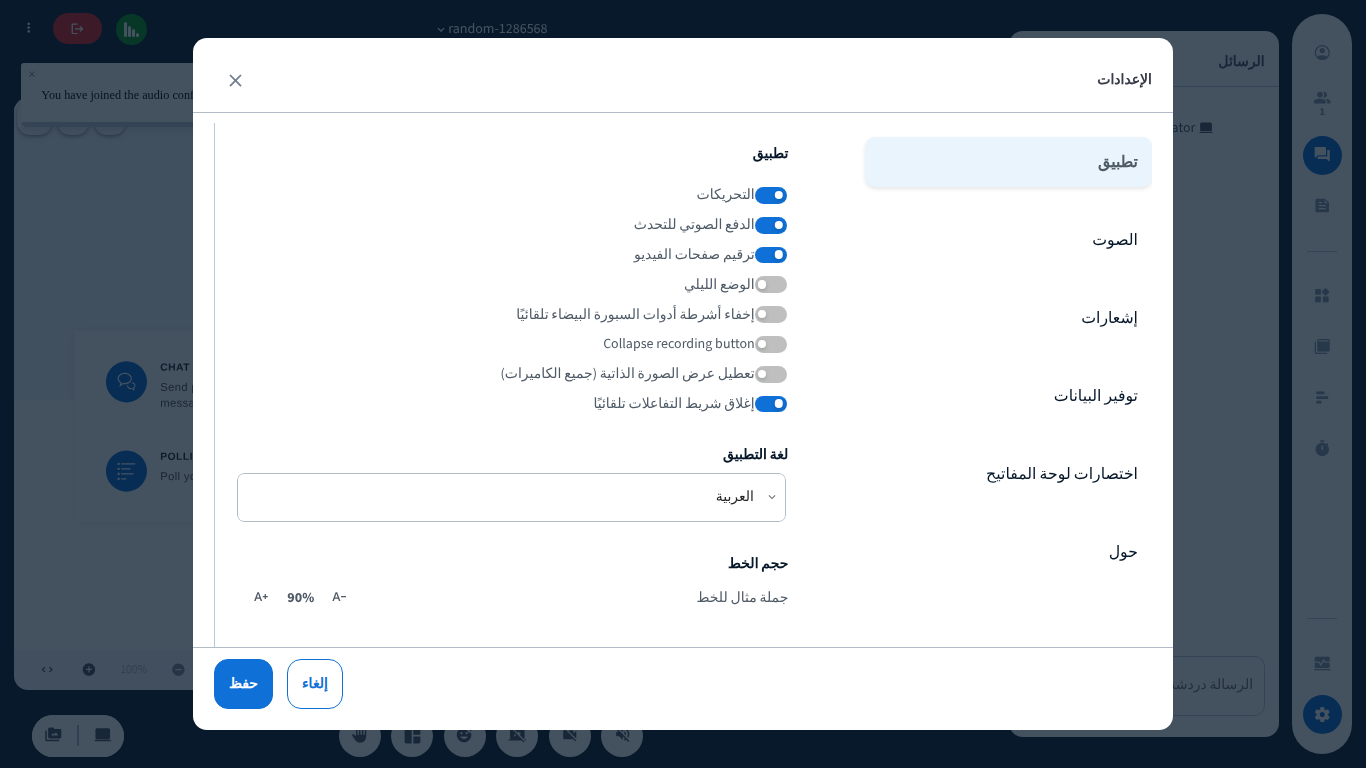 random-1286568
You have joined the audio conf
الرسائل
1
ator
CHAT
Send
messa
POLLI
Poll yo
100%
الرسالة دردش
الإعدادات
تطبيق
الصوت
إشعارات
توفير البيانات
اختصارات لوحة المفاتيح
حول
تطبيق
التحريكات
الدفع الصوتي للتحدث
ترقيم صفحات الفيديو
الوضع الليلي
إخفاء أشرطة أدوات السبورة البيضاء تلقائيًا
Collapse recording button
تعطيل عرض الصورة الذاتية (جميع الكاميرات)
إغلاق شريط التفاعلات تلقائيًا
لغة التطبيق
العربية
حجم الخط
جملة مثال للخط
A- 90% A+
إلغاء
حفظ